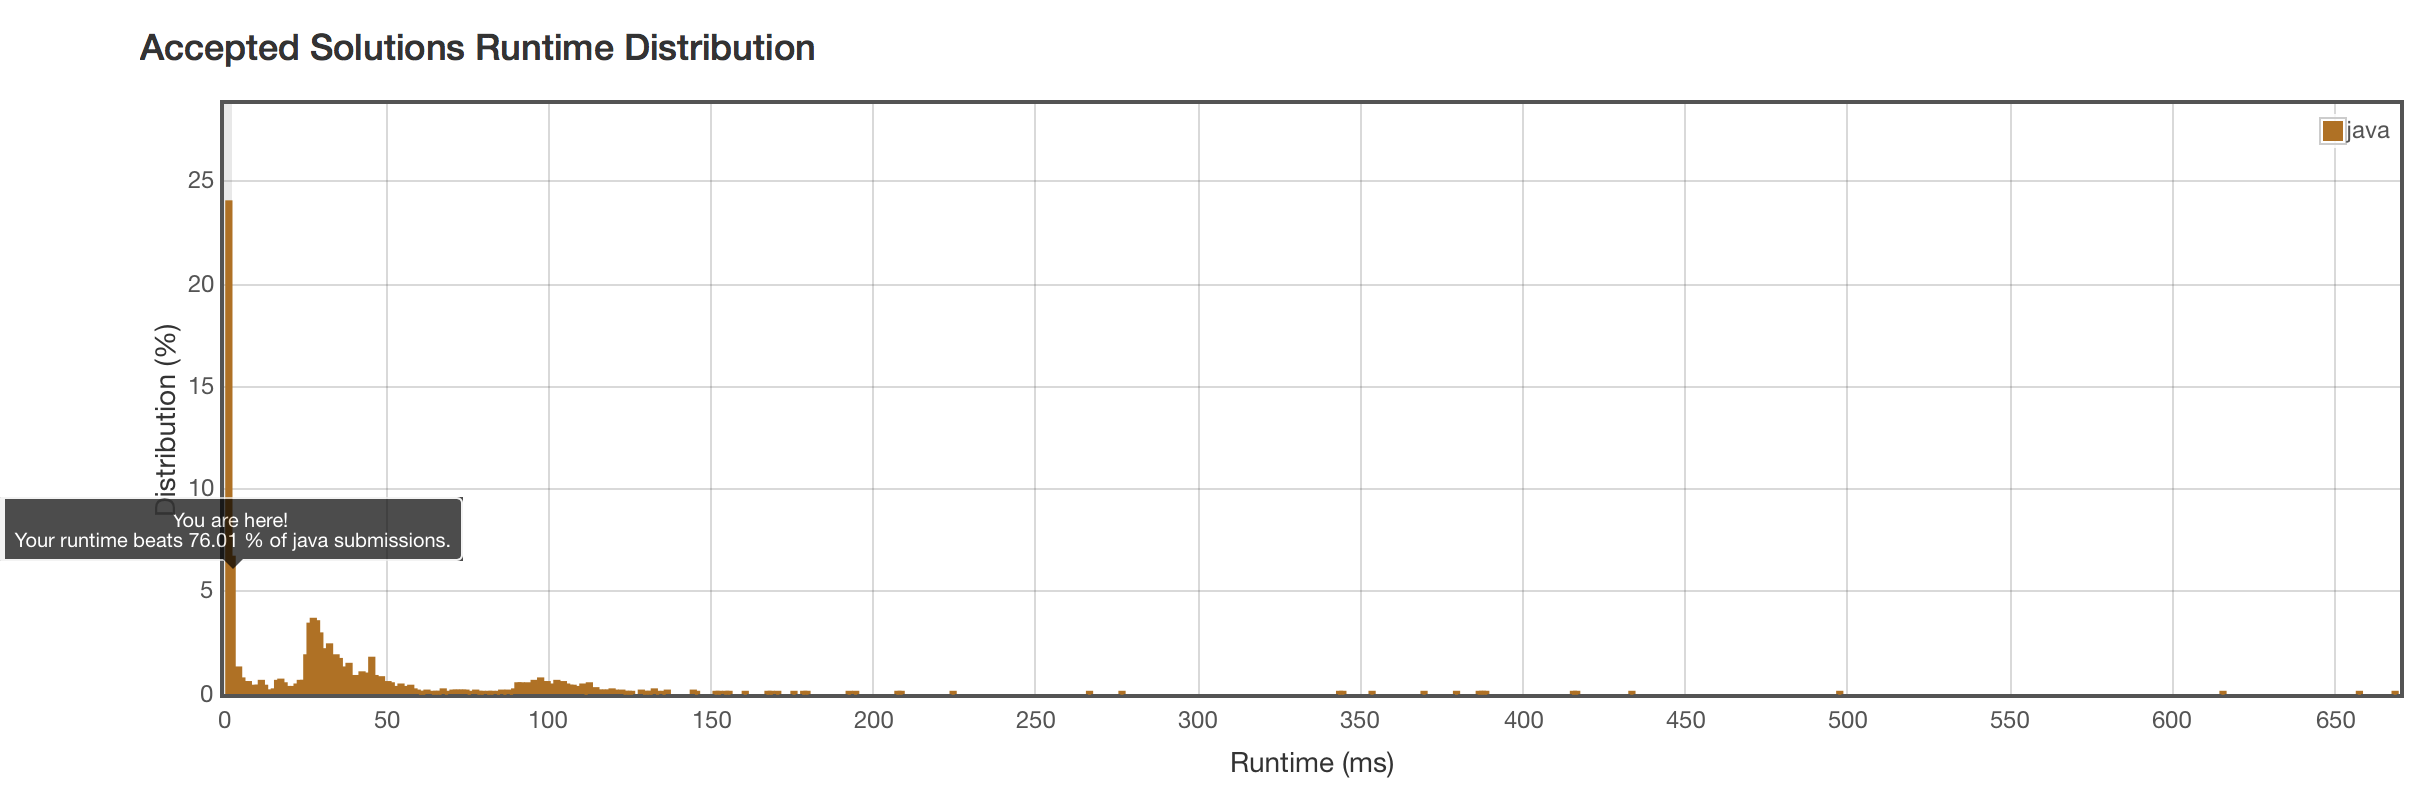 Accepted Solutions Runtime Distribution
java
Distribution (%)
25
20
15
10
5
0
You are here!
Your runtime beats 76.01 % of java submissions.
0 50 100 150 200 250 300 350 400 450 500 550 600 650
Runtime (ms)